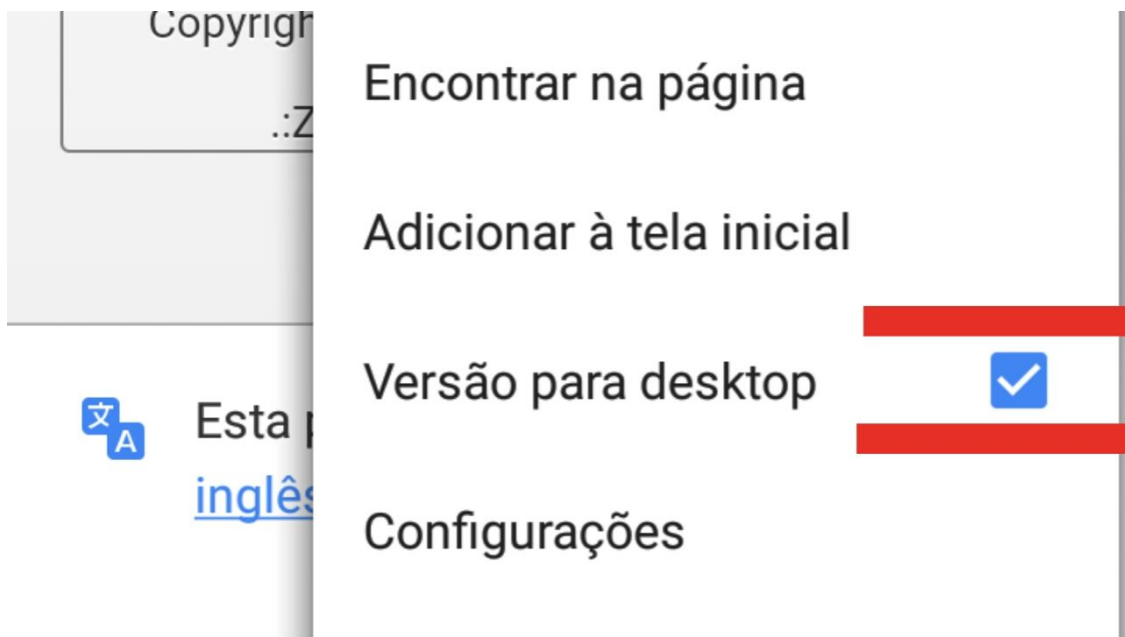 Copyrigh
.:Z
Encontrar na página
Adicionar à tela inicial
Versão para desktop
Esta
inglês
Configurações